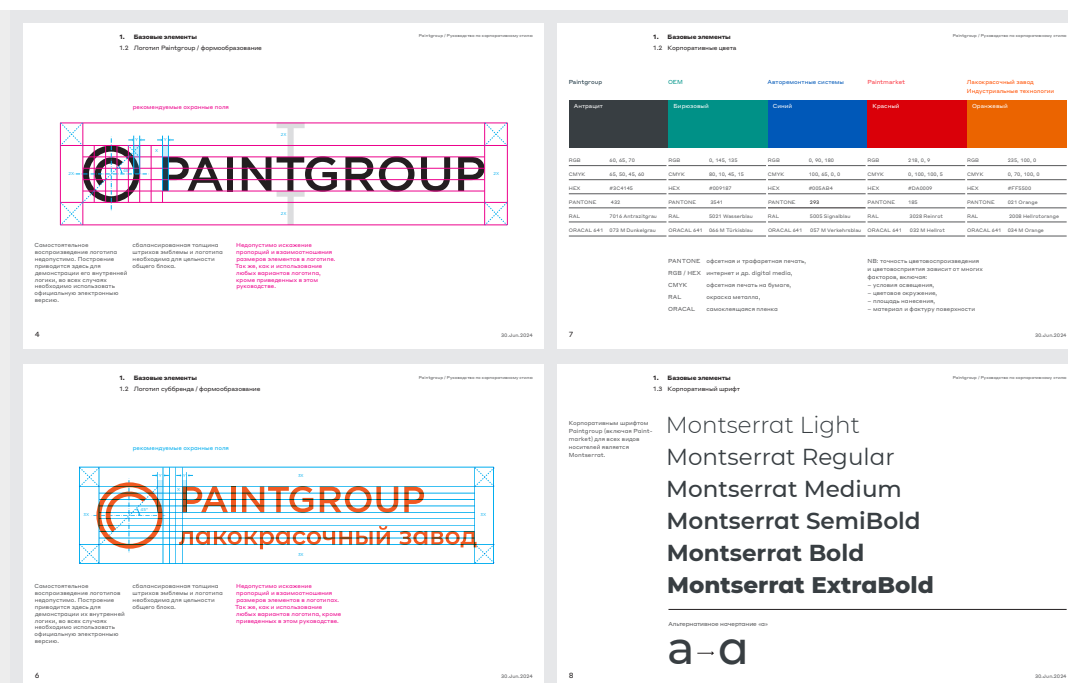 1. Базовые элементы
1.2 Логотип Paintgroup / формообразование
Paintgroup / Руководство по корпоративному стилю
рекомендуемые охранные поля
PAINTGROUP
Самостоятельное
воспроизведение логотипа
недопустимо. Построение
приводится здесь для
демонстрации его внутренней
логики, во всех случаях
необходимо использовать
официальную электронную
версию.
сбалансированная толщина
штрихов эмблемы и логотипа
необходима для цельности
общего блока.
Недопустимо искажение
пропорций и взаимоотношения
размеров элементов в логотипах.
Так же, как и использование
любых вариантов логотипа,
кроме приведенных в этом
руководстве.
4
30.Jun.2024
1. Базовые элементы
1.2 Корпоративные цвета
Paintgroup / Руководство по корпоративному стилю
Paintgroup
OEM
Авторемонтные системы
Paintmarket
Лакокрасочный завод
Индустриальные технологии
Антрацит
Бирюзовый
Синий
Красный
Оранжевый
RGB 60, 65, 70 RGB 0, 145, 135 RGB 0, 90, 180 RGB 218, 0, 9 RGB 235, 100, 0
CMYK 65, 50, 45, 60 CMYK 80, 10, 45, 15 CMYK 100, 65, 0, 0 CMYK 0, 100, 100, 5 CMYK 0, 70, 100, 0
HEX #3C4145 HEX #009187 HEX #005AB4 HEX #DA0009 HEX #FF5500
PANTONE 433 PANTONE 3541 PANTONE 293 PANTONE 185 PANTONE 021 Orange
RAL 7016 Antrazitgrau RAL 5021 Wasserblau RAL 5005 Signalblau RAL 3028 Reinrot RAL 2008 Hellrotorange
ORACAL 641 073 M Dunkelgrau ORACAL 641 066 M Türkisblau ORACAL 641 057 M Verkehrsblau ORACAL 641 032 M Hellrot ORACAL 641 034 M Orange
PANTONE офсетная и трафаретная печать,
RGB / HEX интернет и др. digital media,
CMYK офсетная печать на бумаге,
RAL окраска металла,
ORACAL самоклеящаяся пленка
NB: точность цветовоспроизведения
и цветовосприятия зависит от многих
факторов, включая:
– условия освещения,
– цветовое окружение,
– площадь нанесения,
– материал и фактуру поверхности
7
30.Jun.2024
1. Базовые элементы
1.2 Логотип суббренда / формообразование
Paintgroup / Руководство по корпоративному стилю
рекомендуемые охранные поля
PAINTGROUP
лакокрасочный завод
Самостоятельное
воспроизведение логотипов
недопустимо. Построение
приводится здесь для
демонстрации их внутренней
логики, во всех случаях
необходимо использовать
официальную электронную
версию.
сбалансированная толщина
штрихов эмблемы и логотипа
необходима для цельности
общего блока.
Недопустимо искажение
пропорций и взаимоотношения
размеров элементов в логотипах.
Так же, как и использование
любых вариантов логотипа, кроме
приведенных в этом руководстве.
6
30.Jun.2024
1. Базовые элементы
1.3 Корпоративный шрифт
Paintgroup / Руководство по корпоративному стилю
Корпоративным шрифтом
Paintgroup (включая Paint-
market) для всех видов
носителей является
Montserrat.
Montserrat Light
Montserrat Regular
Montserrat Medium
Montserrat SemiBold
Montserrat Bold
Montserrat ExtraBold
Альтернативное начертание «а»
a→ɑ
8
30.Jun.2024